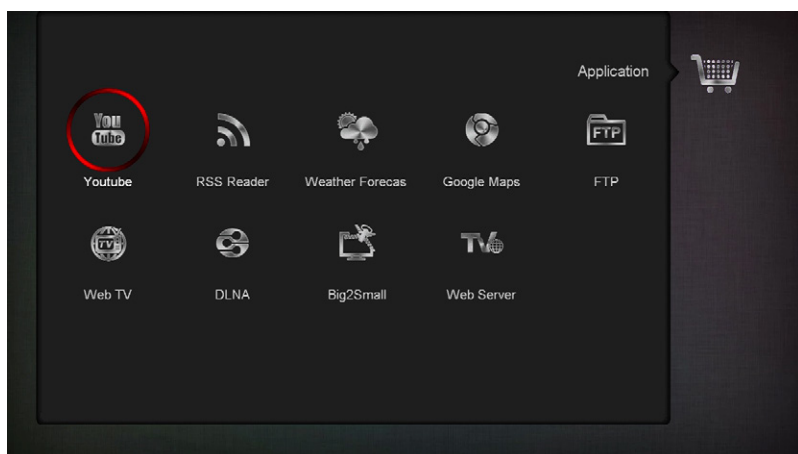 Application
You
Tube
FTP
Youtube
RSS Reader
Weather Forecas
Google Maps
FTP
TV
TV
Web TV
DLNA
Big2Small
Web Server